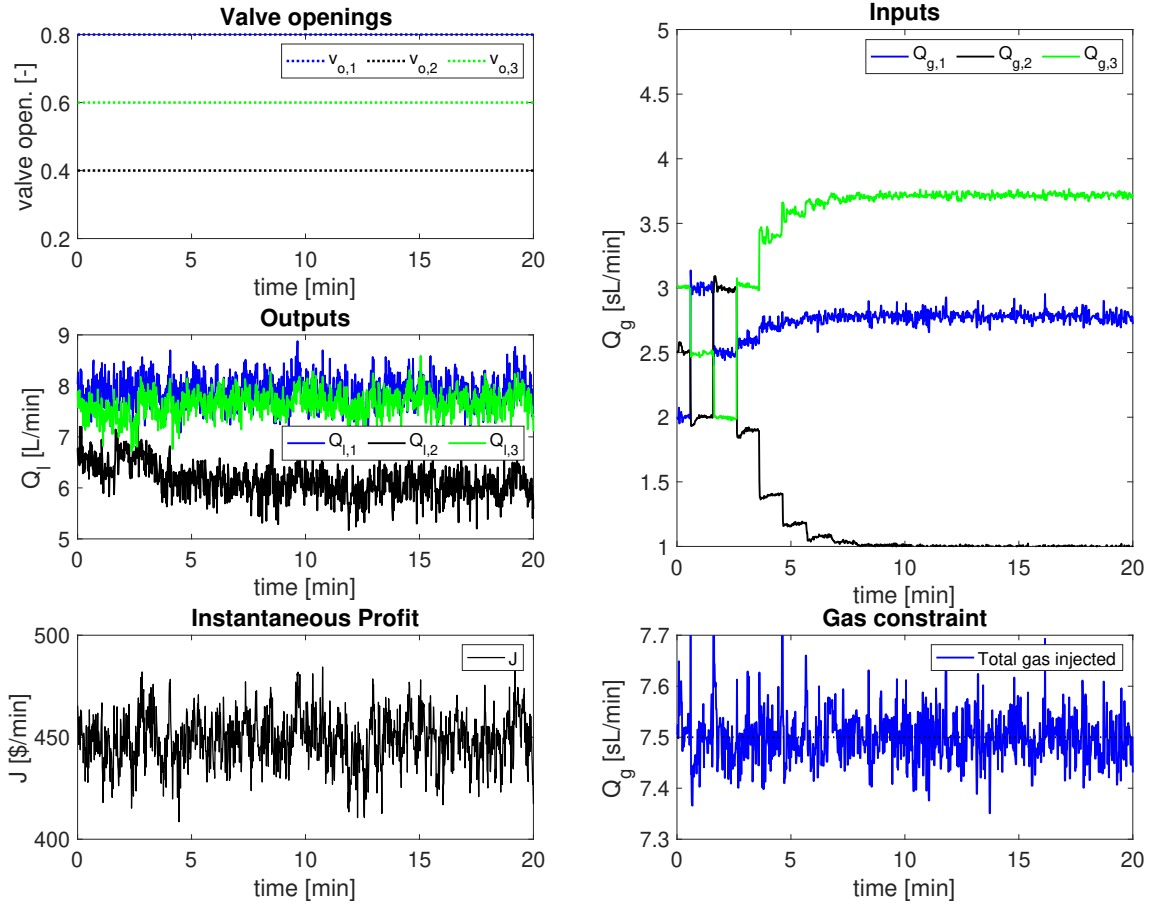 Valve openings
0.8
0.6
0.4
0.2
valve open. [-]
v_o,1 v_o,2 v_o,3
0 5 10 15 20
time [min]
Outputs
9
8
7
6
5
Q_l [L/min]
Q_l,1 Q_l,2 Q_l,3
0 5 10 15 20
time [min]
Instantaneous Profit
500
450
400
J [$/min]
J
0 5 10 15 20
time [min]
Inputs
5
4.5
4
3.5
3
2.5
2
1.5
1
Q_g [sL/min]
Q_g,1 Q_g,2 Q_g,3
0 5 10 15 20
time [min]
Gas constraint
7.7
7.6
7.5
7.4
7.3
Q_g [sL/min]
Total gas injected
0 5 10 15 20
time [min]